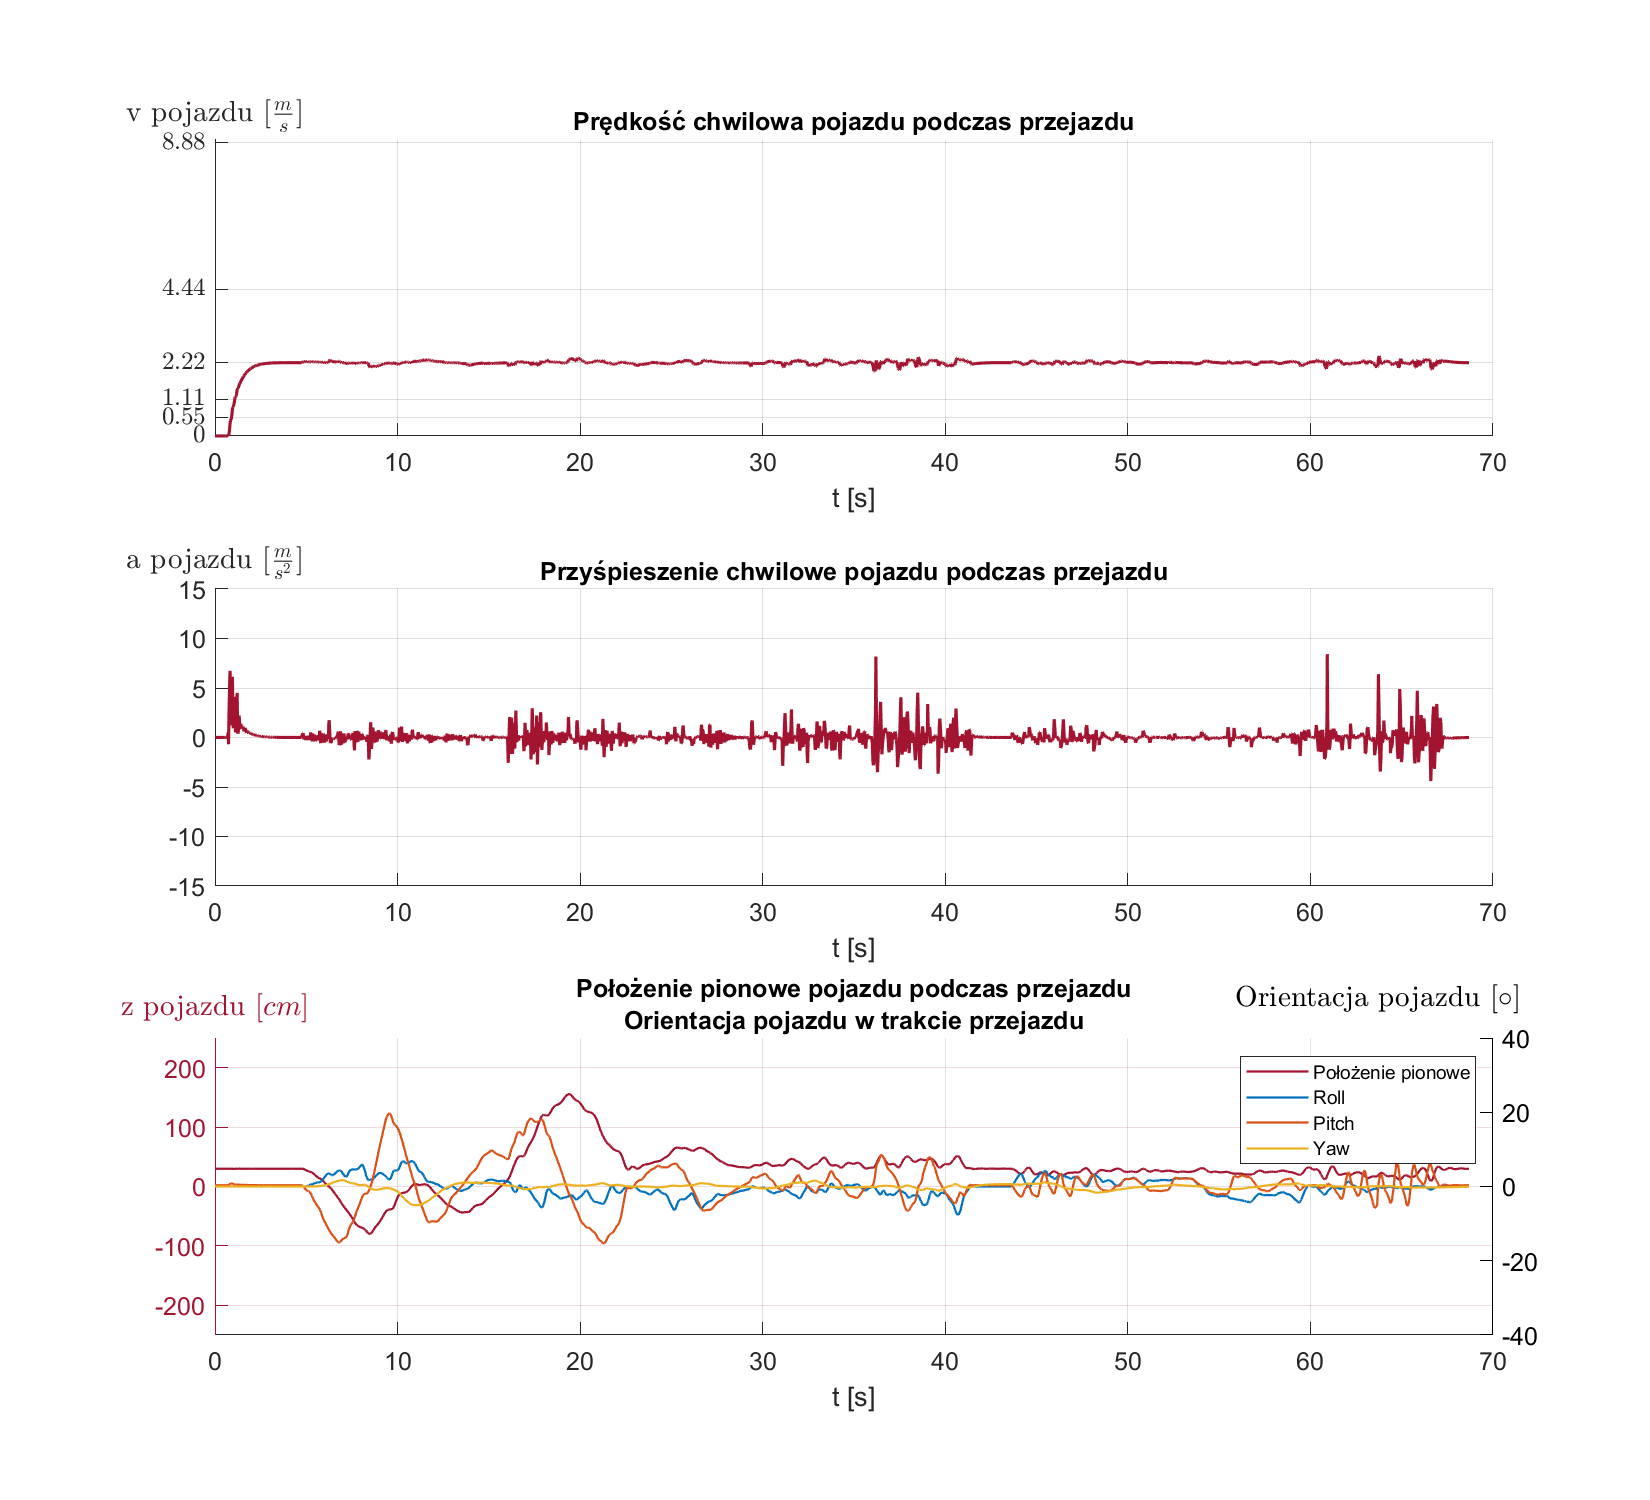 v pojazdu [m/s]
Prędkość chwilowa pojazdu podczas przejazdu
8.88
4.44
2.22
1.11
0.55
0
0 10 20 30 40 50 60 70
t [s]
a pojazdu [m/s²]
Przyśpieszenie chwilowe pojazdu podczas przejazdu
15
10
5
0
-5
-10
-15
0 10 20 30 40 50 60 70
t [s]
z pojazdu [cm]
Położenie pionowe pojazdu podczas przejazdu
Orientacja pojazdu w trakcie przejazdu
Orientacja pojazdu [∘]
200
100
0
-100
-200
40
20
0
-20
-40
Położenie pionowe
Roll
Pitch
Yaw
0 10 20 30 40 50 60 70
t [s]